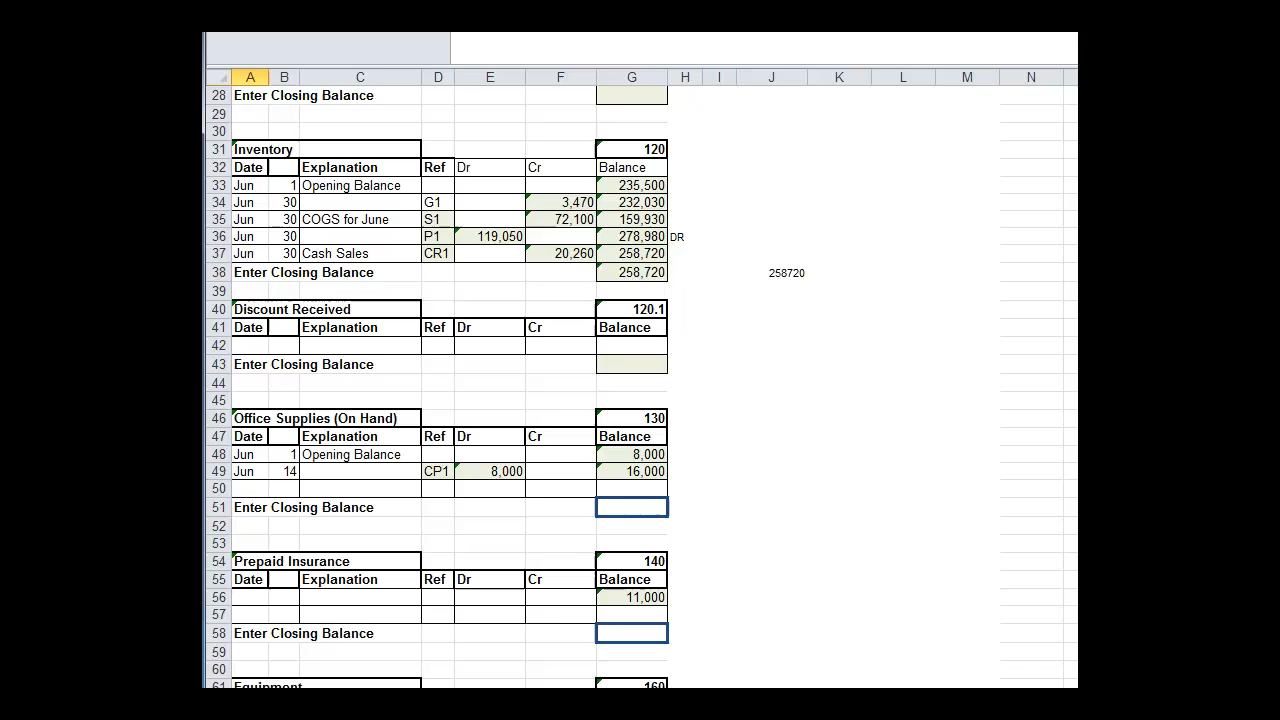 A B C D E F G H I J K L M N
28 Enter Closing Balance
29
30
31 Inventory 120
32 Date Explanation Ref Dr Cr Balance
33 Jun 1 Opening Balance 235,500
34 Jun 30 G1 3,470 232,030
35 Jun 30 COGS for June S1 72,100 159,930
36 Jun 30 P1 119,050 278,980 DR
37 Jun 30 Cash Sales CR1 20,260 258,720
38 Enter Closing Balance 258,720 258720
39
40 Discount Received 120.1
41 Date Explanation Ref Dr Cr Balance
42
43 Enter Closing Balance
44
45
46 Office Supplies (On Hand) 130
47 Date Explanation Ref Dr Cr Balance
48 Jun 1 Opening Balance 8,000
49 Jun 14 CP1 8,000 16,000
50
51 Enter Closing Balance
52
53
54 Prepaid Insurance 140
55 Date Explanation Ref Dr Cr Balance
56 11,000
57
58 Enter Closing Balance
59
60
61 Equipment 160